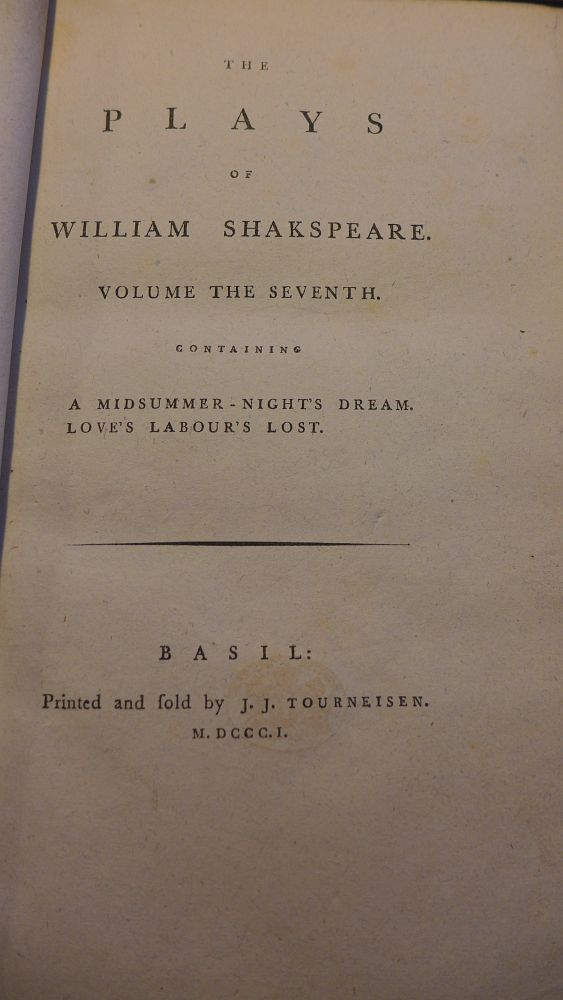 THE
PLAYS
OF
WILLIAM SHAKSPEARE.
VOLUME THE SEVENTH.
CONTAINING
A MIDSUMMER-NIGHT'S DREAM.
LOVE'S LABOUR'S LOST.
BASIL:
Printed and ſold by J. J. TOURNEISEN.
M.DCCC.I.